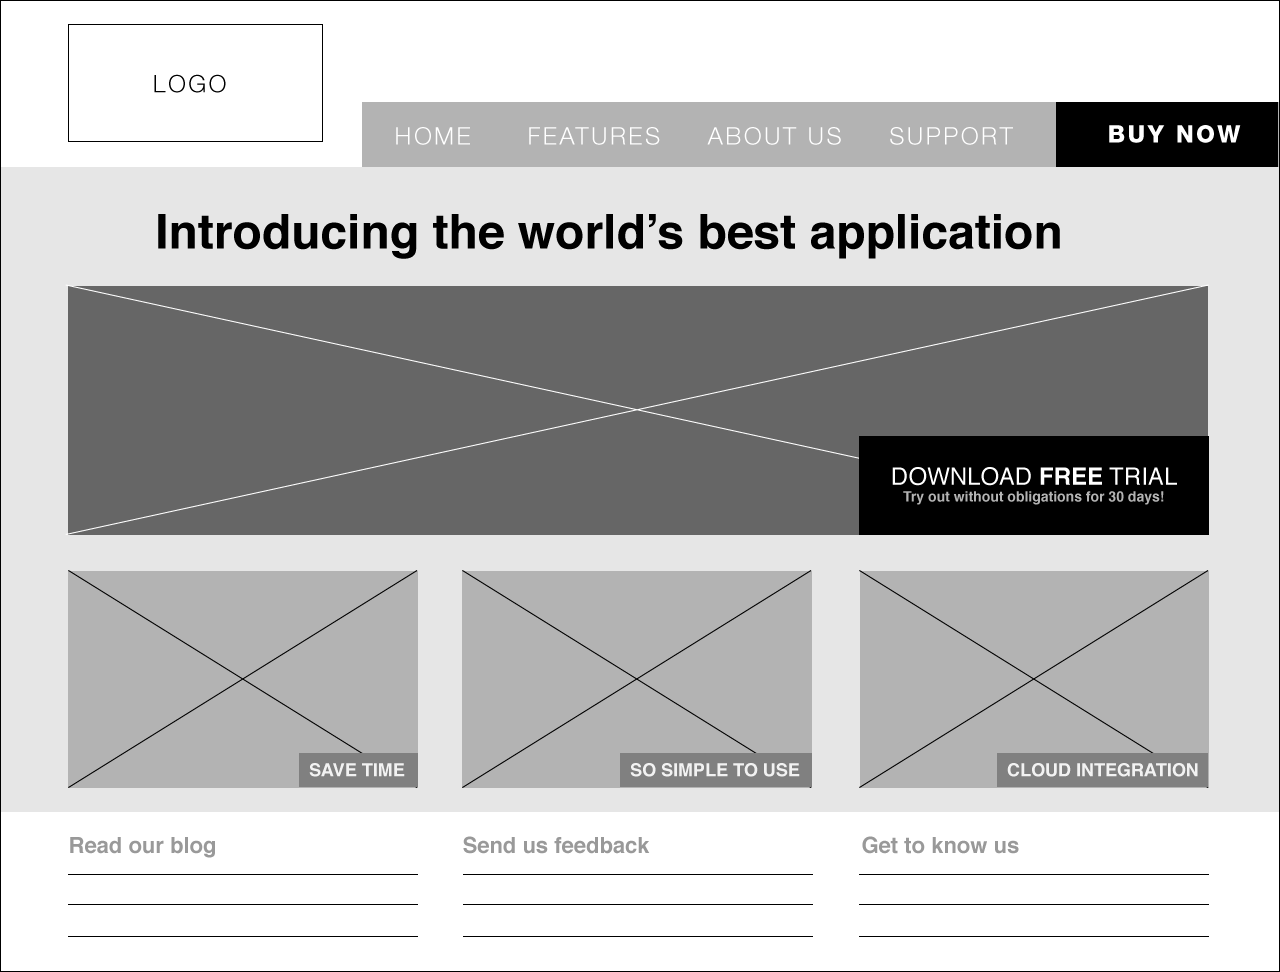 LOGO
HOME FEATURES ABOUT US SUPPORT BUY NOW
Introducing the world’s best application
DOWNLOAD FREE TRIAL
Try out without obligations for 30 days!
SAVE TIME
SO SIMPLE TO USE
CLOUD INTEGRATION
Read our blog
Send us feedback
Get to know us